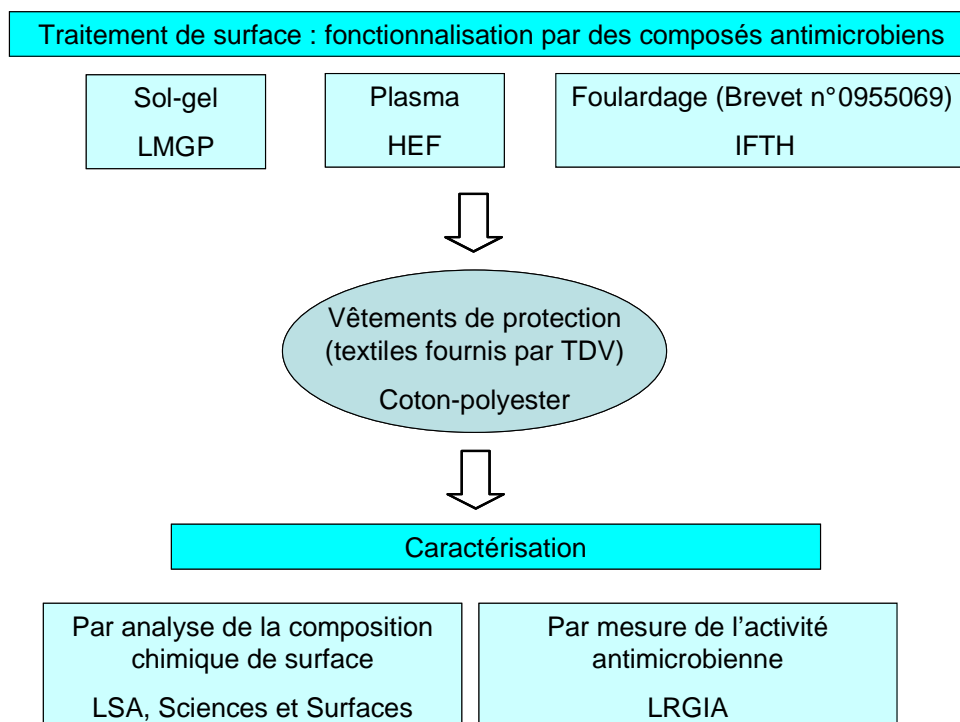 Traitement de surface : fonctionnalisation par des composés antimicrobiens
Sol-gel
LMGP
Plasma
HEF
Foulardage (Brevet n°0955069)
IFTH
Vêtements de protection
(textiles fournis par TDV)
Coton-polyester
Caractérisation
Par analyse de la composition
chimique de surface
LSA, Sciences et Surfaces
Par mesure de l'activité
antimicrobienne
LRGIA